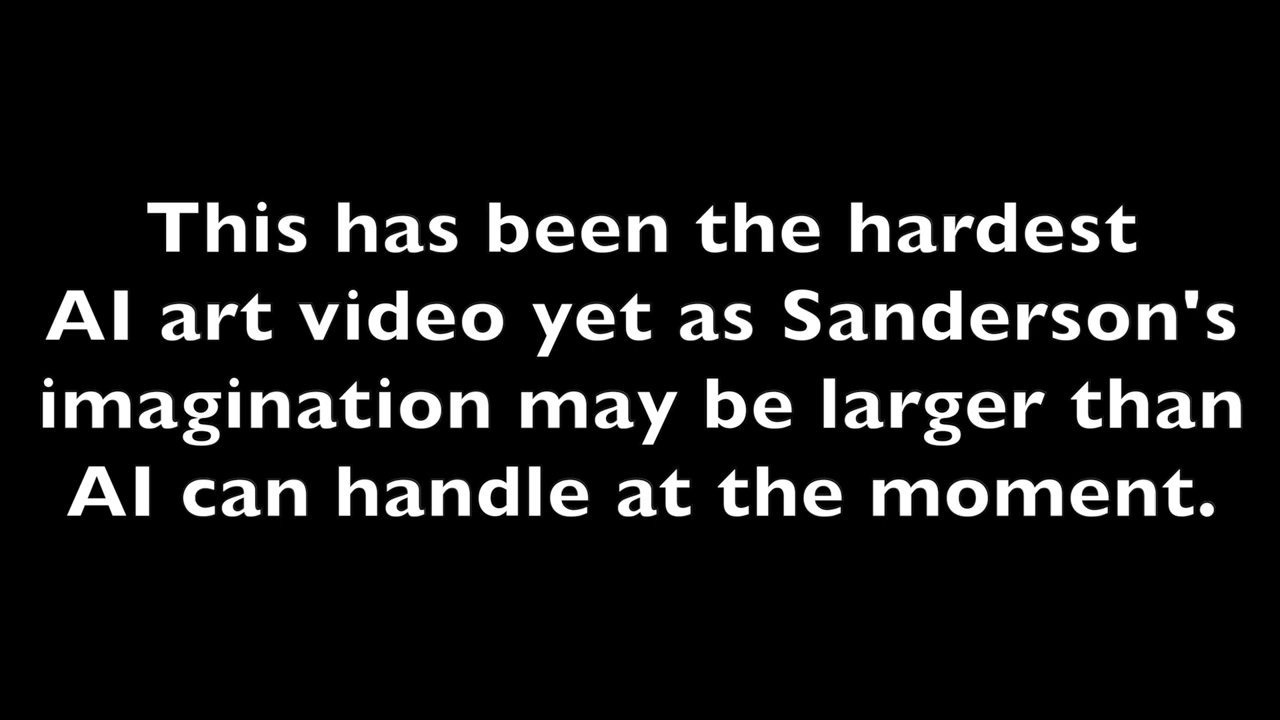 This has been the hardest
AI art video yet as Sanderson's
imagination may be larger than
AI can handle at the moment.